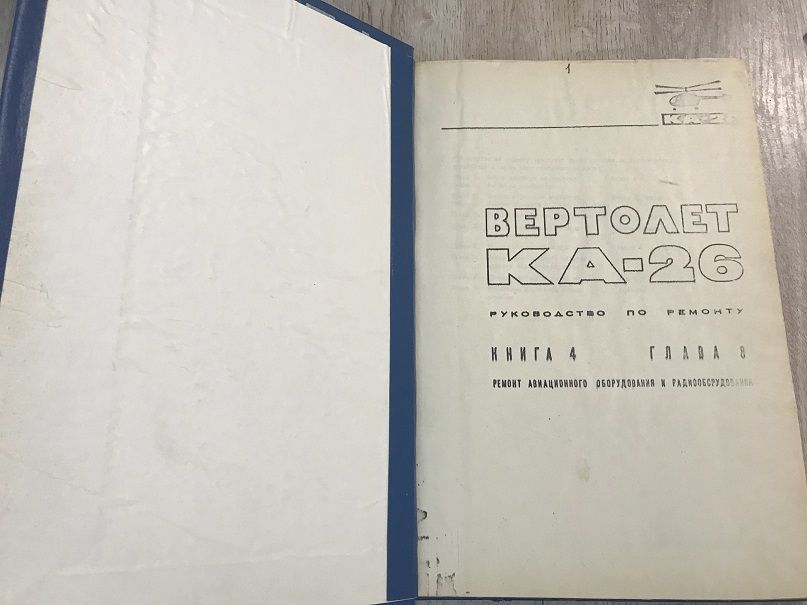 1
КА-26
ВЕРТОЛЕТ
КА-26
РУКОВОДСТВО ПО РЕМОНТУ
КНИГА 4 ГЛАВА 8
РЕМОНТ АВИАЦИОННОГО ОБОРУДОВАНИЯ И РАДИООБОРУДОВАНИЯ